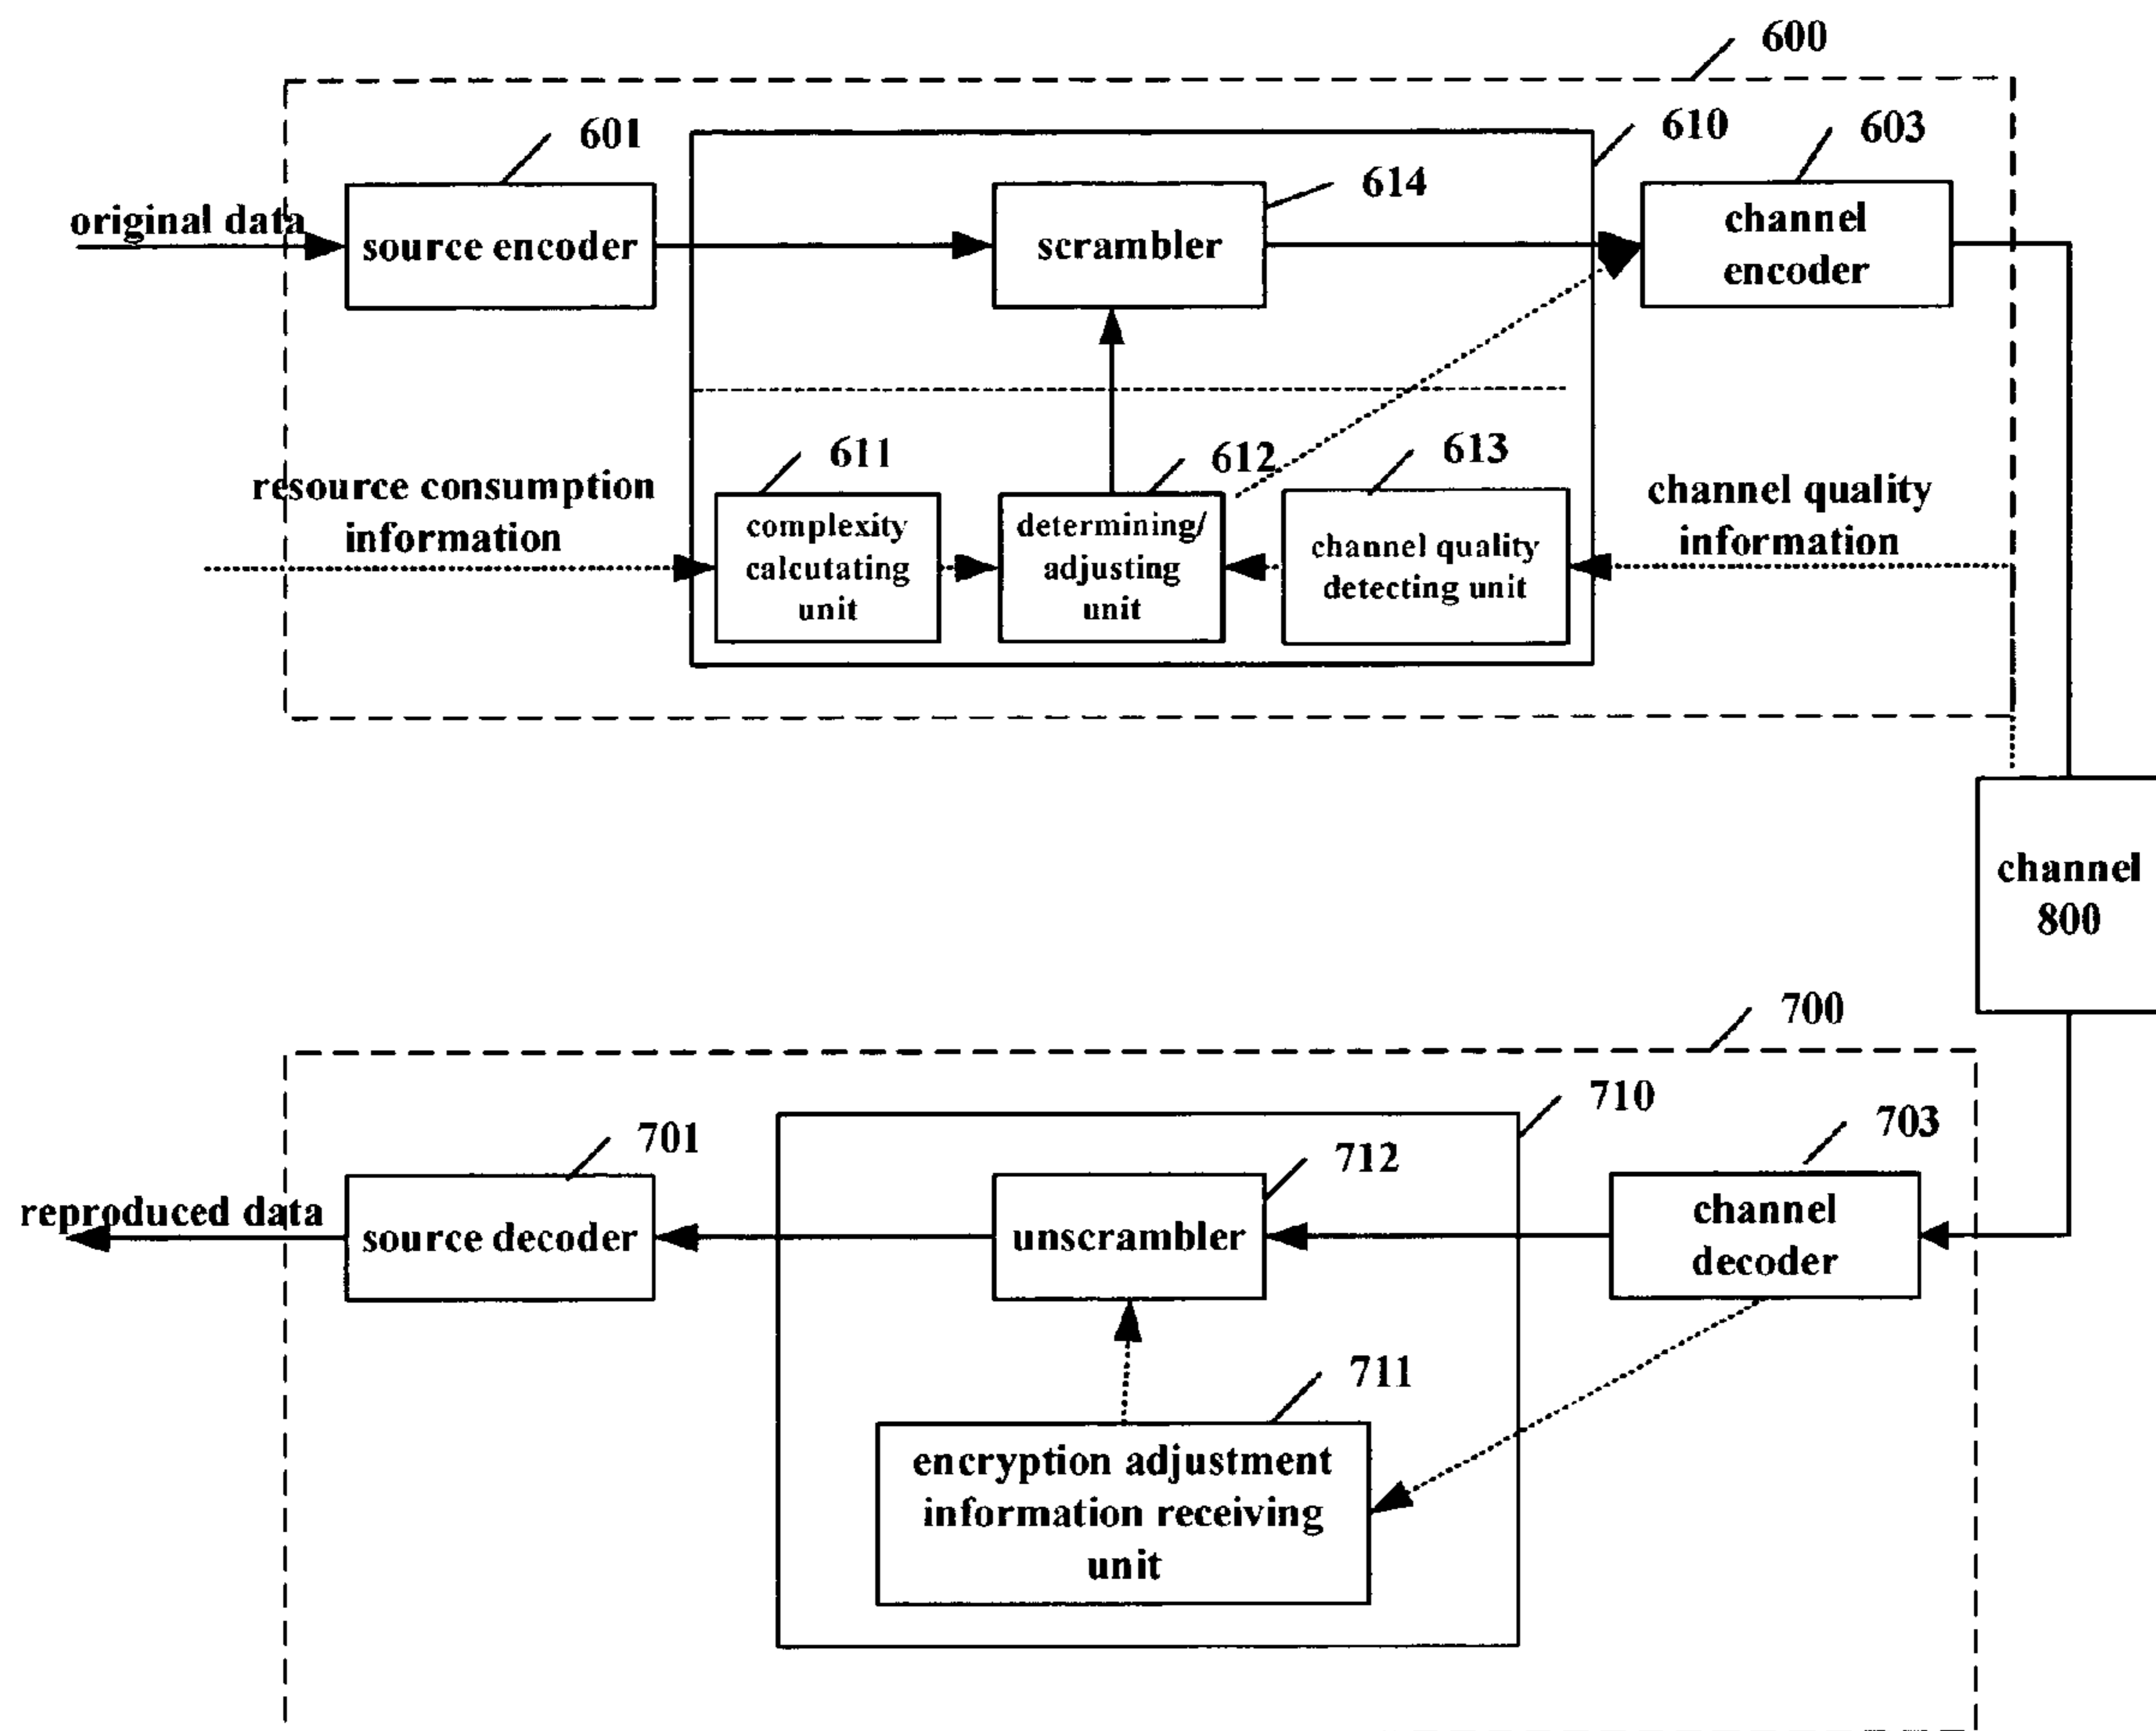 600
601
610
603
614
original data
source encoder
scrambler
channel
encoder
611
612
613
resource consumption
information
complexity
calcutating
unit
determining/
adjusting
unit
channel quality
detecting unit
channel quality
information
channel
800
700
710
703
701
712
reproduced data
source decoder
unscrambler
channel
decoder
711
encryption adjustment
information receiving
unit